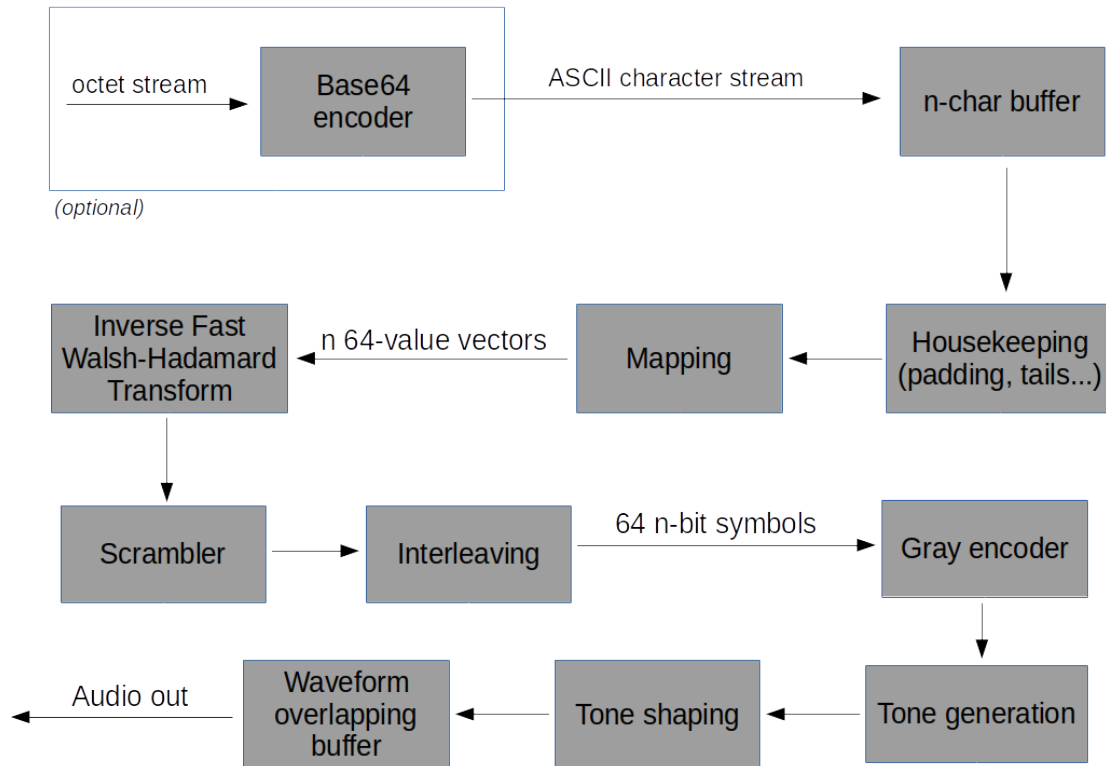 octet stream
Base64
encoder
ASCII character stream
n-char buffer
(optional)
Inverse Fast
Walsh-Hadamard
Transform
n 64-value vectors
Mapping
Housekeeping
(padding, tails...)
Scrambler
Interleaving
64 n-bit symbols
Gray encoder
Audio out
Waveform
overlapping
buffer
Tone shaping
Tone generation